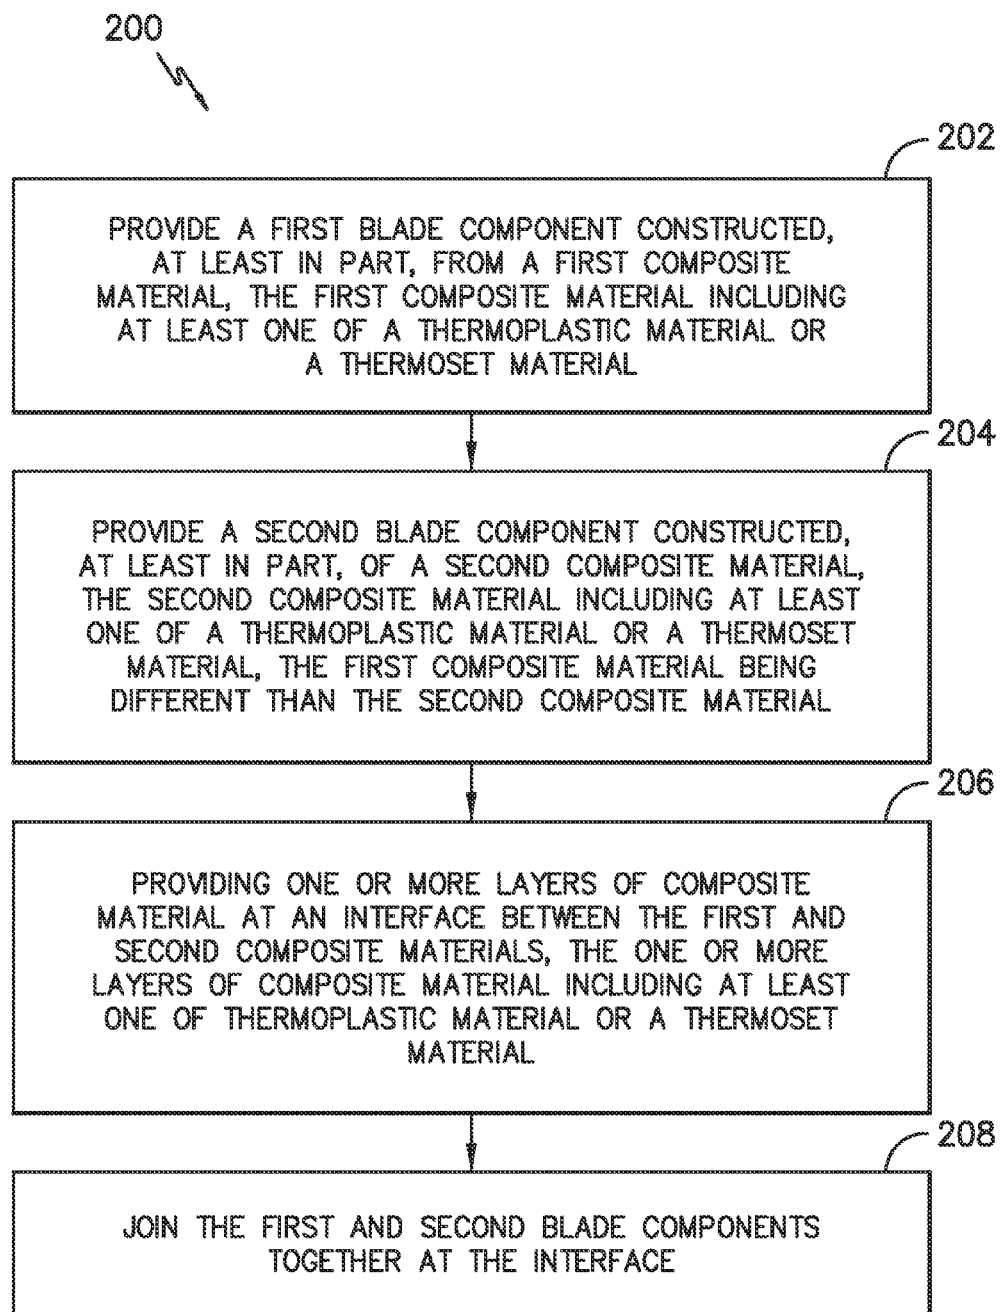 200
202
PROVIDE A FIRST BLADE COMPONENT CONSTRUCTED,
AT LEAST IN PART, FROM A FIRST COMPOSITE
MATERIAL, THE FIRST COMPOSITE MATERIAL INCLUDING
AT LEAST ONE OF A THERMOPLASTIC MATERIAL OR
A THERMOSET MATERIAL
204
PROVIDE A SECOND BLADE COMPONENT CONSTRUCTED,
AT LEAST IN PART, OF A SECOND COMPOSITE MATERIAL,
THE SECOND COMPOSITE MATERIAL INCLUDING AT LEAST
ONE OF A THERMOPLASTIC MATERIAL OR A THERMOSET
MATERIAL, THE FIRST COMPOSITE MATERIAL BEING
DIFFERENT THAN THE SECOND COMPOSITE MATERIAL
206
PROVIDING ONE OR MORE LAYERS OF COMPOSITE
MATERIAL AT AN INTERFACE BETWEEN THE FIRST AND
SECOND COMPOSITE MATERIALS, THE ONE OR MORE
LAYERS OF COMPOSITE MATERIAL INCLUDING AT LEAST
ONE OF THERMOPLASTIC MATERIAL OR A THERMOSET
MATERIAL
208
JOIN THE FIRST AND SECOND BLADE COMPONENTS
TOGETHER AT THE INTERFACE